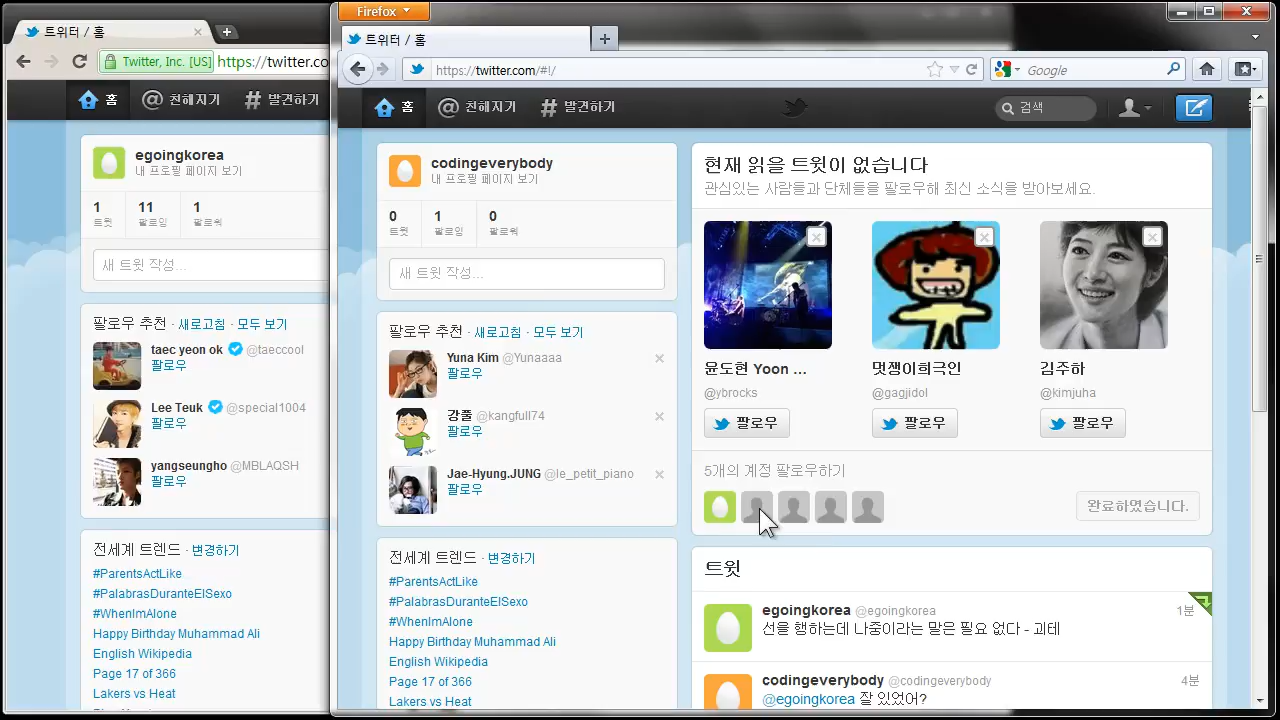 트위터 / 홈
Twitter, Inc. [US] https://twitter.co
홈 친해지기 발견하기
egoingkorea
내 프로필 페이지 보기
1 11 1
트윗 팔로잉 팔로워
새 트윗 작성...
팔로우 추천 · 새로고침 · 모두 보기
taec yeon ok @taeccool
팔로우
Lee Teuk @special1004
팔로우
yangseungho @MBLAQSH
팔로우
전세계 트렌드 · 변경하기
#ParentsActLike
#PalabrasDuranteElSexo
#WhenImAlone
Happy Birthday Muhammad Ali
English Wikipedia
Page 17 of 366
Lakers vs Heat
Firefox
트위터 / 홈
https://twitter.com/#!/
Google
홈 친해지기 발견하기
검색
codingeverybody
내 프로필 페이지 보기
0 1 0
트윗 팔로잉 팔로워
새 트윗 작성...
팔로우 추천 · 새로고침 · 모두 보기
Yuna Kim @Yunaaaa
팔로우
강풀 @kangfull74
팔로우
Jae-Hyung.JUNG @le_petit_piano
팔로우
전세계 트렌드 · 변경하기
#ParentsActLike
#PalabrasDuranteElSexo
#WhenImAlone
Happy Birthday Muhammad Ali
English Wikipedia
Page 17 of 366
Lakers vs Heat
현재 읽을 트윗이 없습니다
관심있는 사람들과 단체들을 팔로우해 최신 소식을 받아보세요.
윤도현 Yoon ...
@ybrocks
팔로우
멋쟁이희극인
@gagjidol
팔로우
김주하
@kimjuha
팔로우
5개의 계정 팔로우하기
완료하였습니다.
트윗
egoingkorea @egoingkorea 1분
선을 행하는데 나중이라는 말은 필요 없다 - 괴테
codingeverybody @codingeverybody 4분
@egoingkorea 잘 있었어?